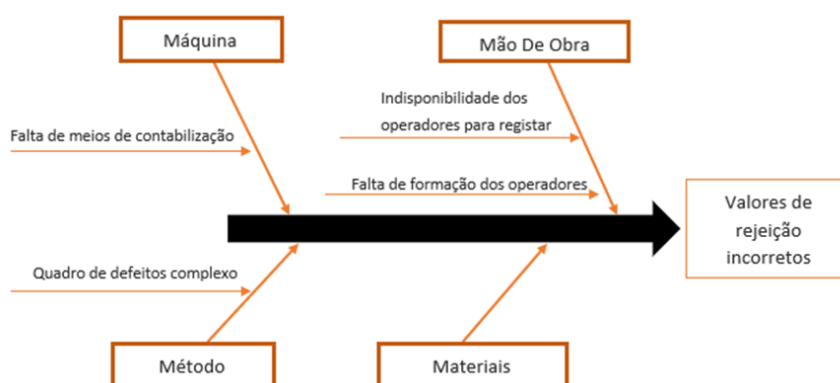 Máquina
Mão De Obra
Indisponibilidade dos
operadores para registar
Falta de meios de contabilização
Falta de formação dos operadores
Valores de
rejeição
incorretos
Quadro de defeitos complexo
Método
Materiais